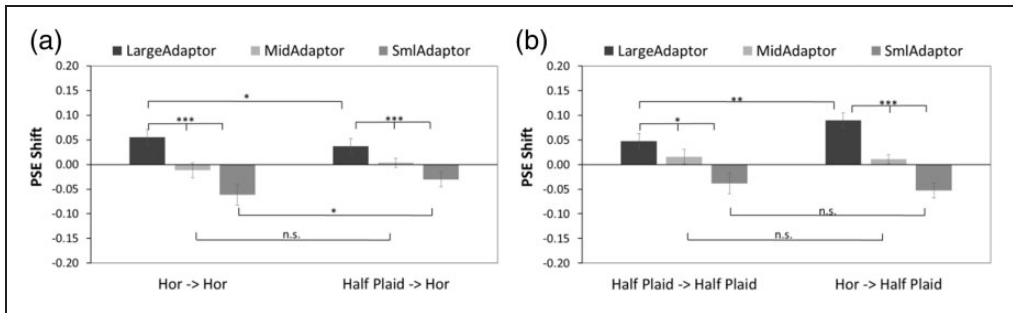 (a)
LargeAdaptor MidAdaptor SmlAdaptor
PSE Shift
0.20
0.15
0.10
0.05
0.00
-0.05
-0.10
-0.15
-0.20
*
***
***
*
n.s.
Hor -> Hor
Half Plaid -> Hor
(b)
LargeAdaptor MidAdaptor SmlAdaptor
PSE Shift
0.20
0.15
0.10
0.05
0.00
-0.05
-0.10
-0.15
-0.20
**
*
***
n.s.
n.s.
Half Plaid -> Half Plaid
Hor -> Half Plaid